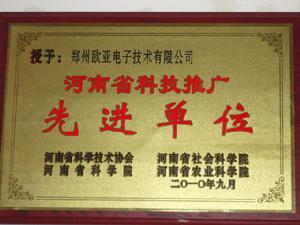 授予：郑州欧亚电子技术有限公司
河南省科技推广
先进单位
河南省科学技术协会 河南省社会科学院
河南省科学院 河南省农业科学院
二〇一〇年九月